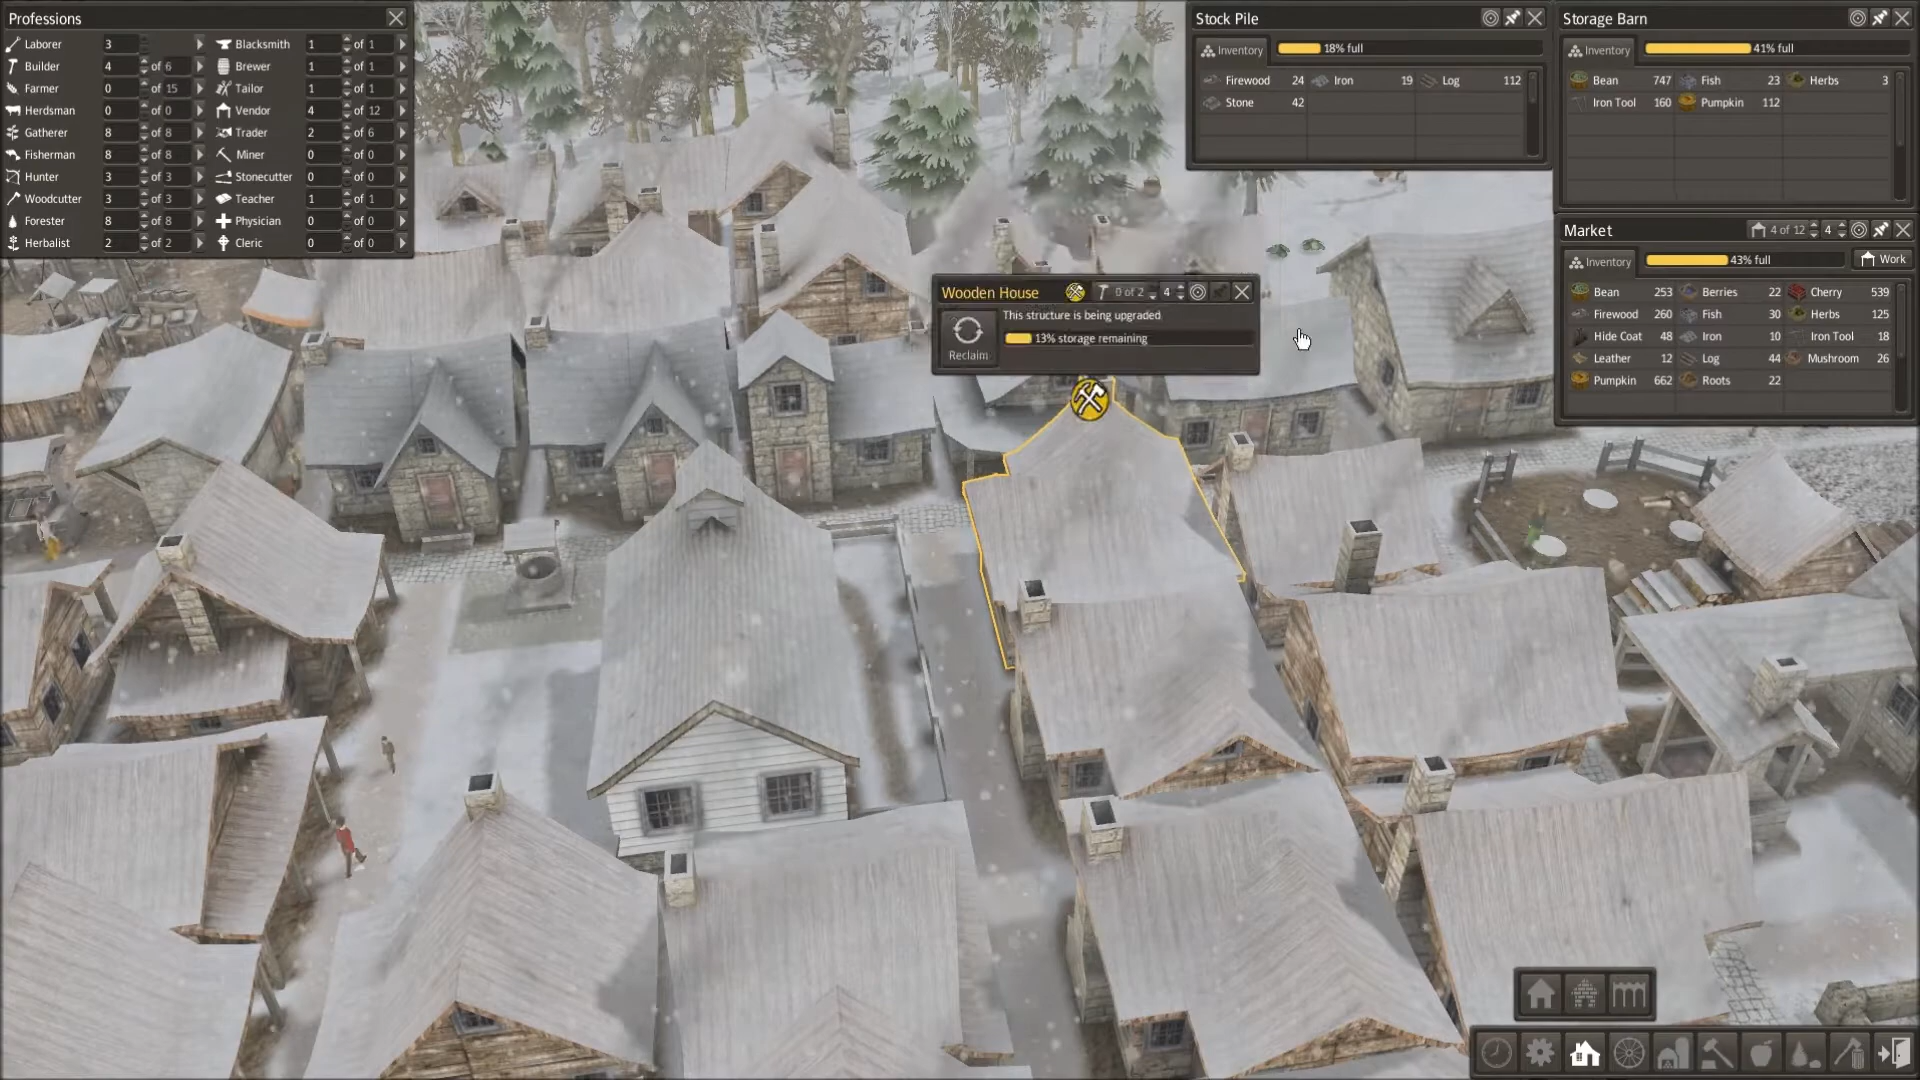 Professions
Laborer 3
Builder 4 of 6
Farmer 0 of 15
Herdsman 0 of 0
Gatherer 8 of 8
Fisherman 8 of 8
Hunter 3 of 3
Woodcutter 3 of 3
Forester 8 of 8
Herbalist 2 of 2
Blacksmith 1 of 1
Brewer 1 of 1
Tailor 1 of 1
Vendor 4 of 12
Trader 2 of 6
Miner 0 of 0
Stonecutter 0 of 0
Teacher 1 of 1
Physician 0 of 0
Cleric 0 of 0
Wooden House 0 of 2 4
This structure is being upgraded
13% storage remaining
Reclaim
Stock Pile
Inventory 18% full
Firewood 24 Iron 19 Log 112
Stone 42
Storage Barn
Inventory 41% full
Bean 747 Fish 23 Herbs 3
Iron Tool 160 Pumpkin 112
Market 4 of 12 4
Inventory 43% full Work
Bean 253 Berries 22 Cherry 539
Firewood 260 Fish 30 Herbs 125
Hide Coat 48 Iron 10 Iron Tool 18
Leather 12 Log 44 Mushroom 26
Pumpkin 662 Roots 22